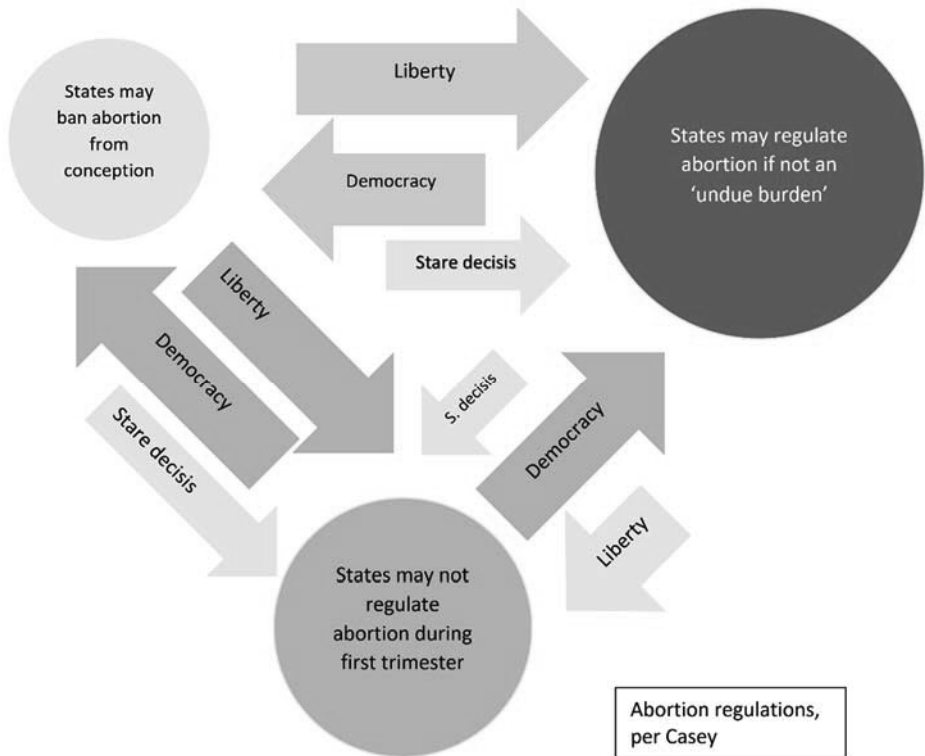 States may
ban abortion
from
conception
Liberty
Democracy
Stare decisis
States may regulate
abortion if not an
‘undue burden’
Liberty
Democracy
Stare decisis
S. decisis
Democracy
Liberty
States may not
regulate
abortion during
first trimester
Abortion regulations,
per Casey